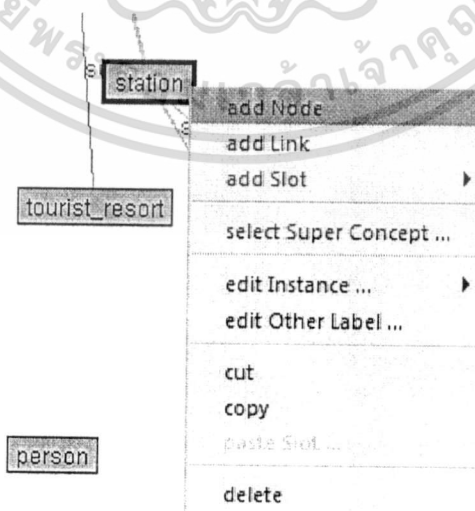 s
station
add Node
add Link
add Slot
tourist_resort
select Super Concept ...
edit Instance ...
edit Other Label ...
cut
copy
paste Slot ...
person
delete